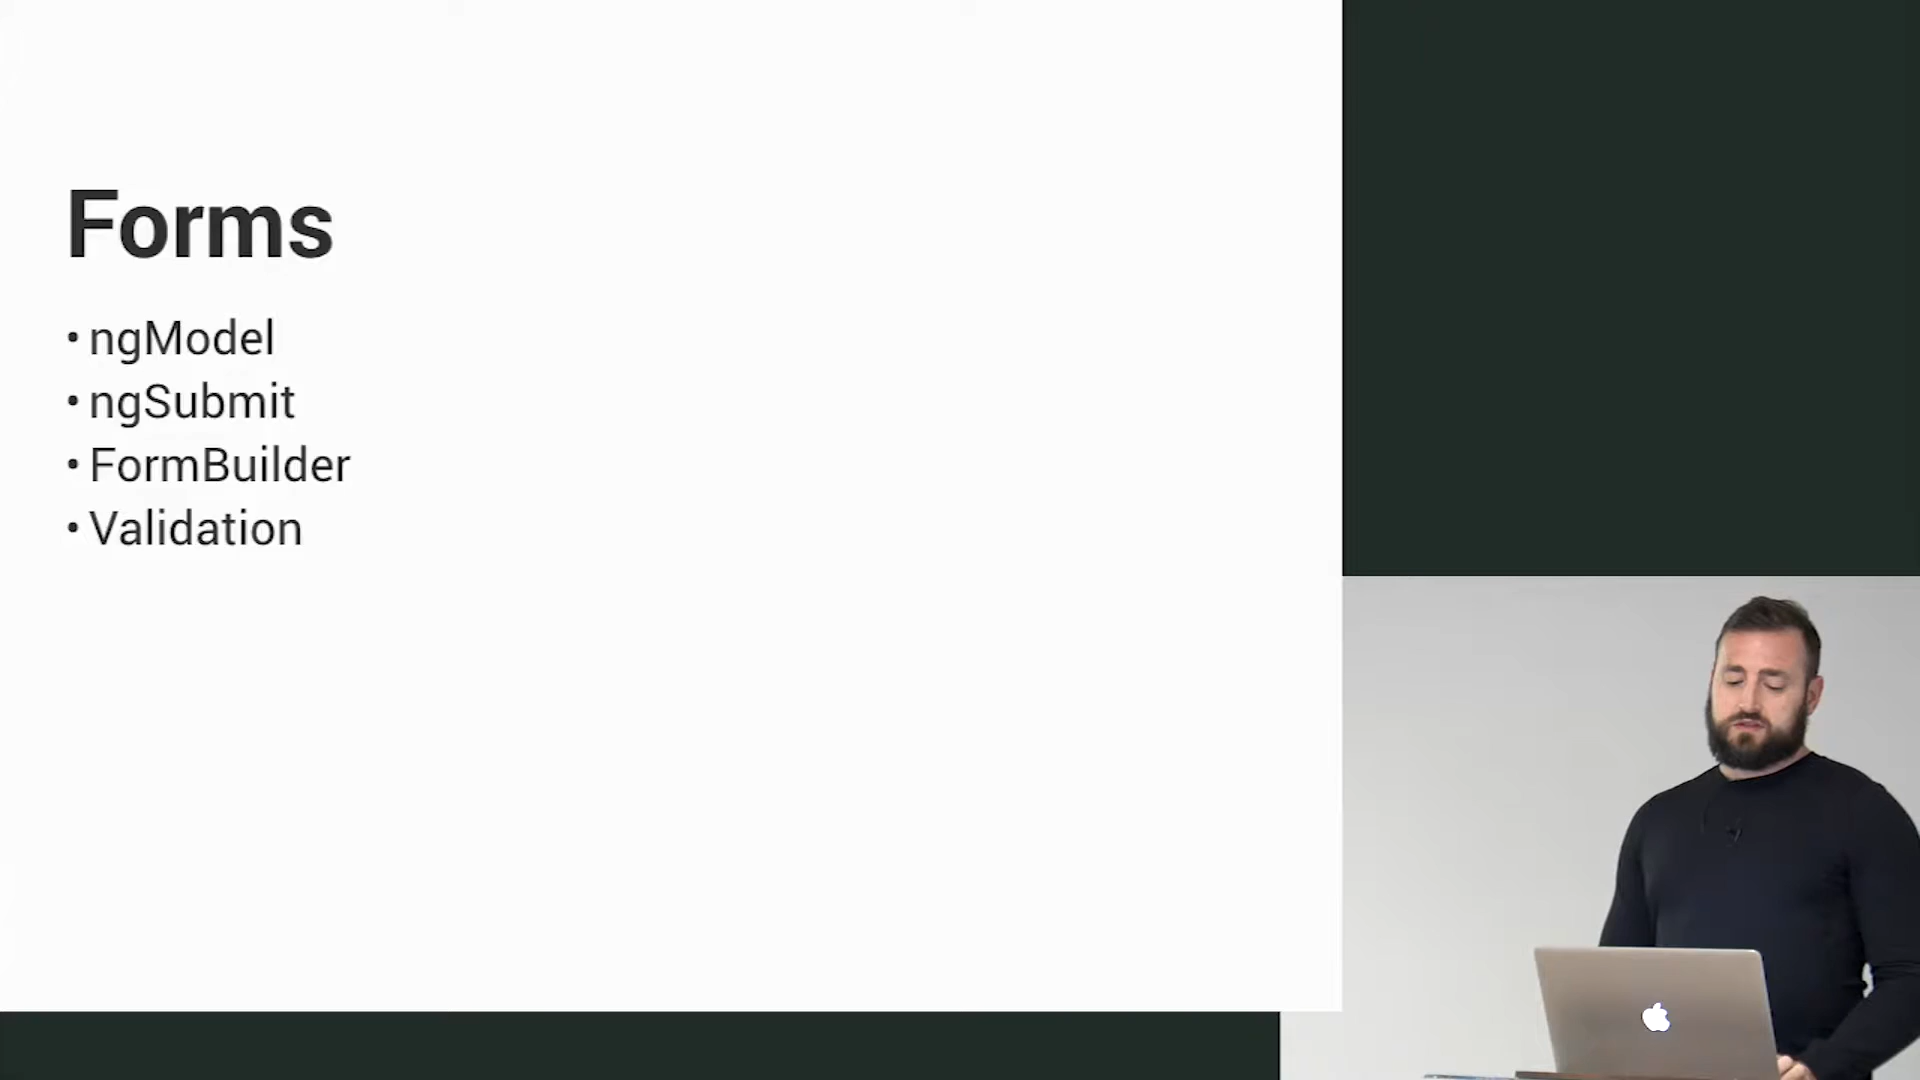 Forms
• ngModel
• ngSubmit
• FormBuilder
• Validation